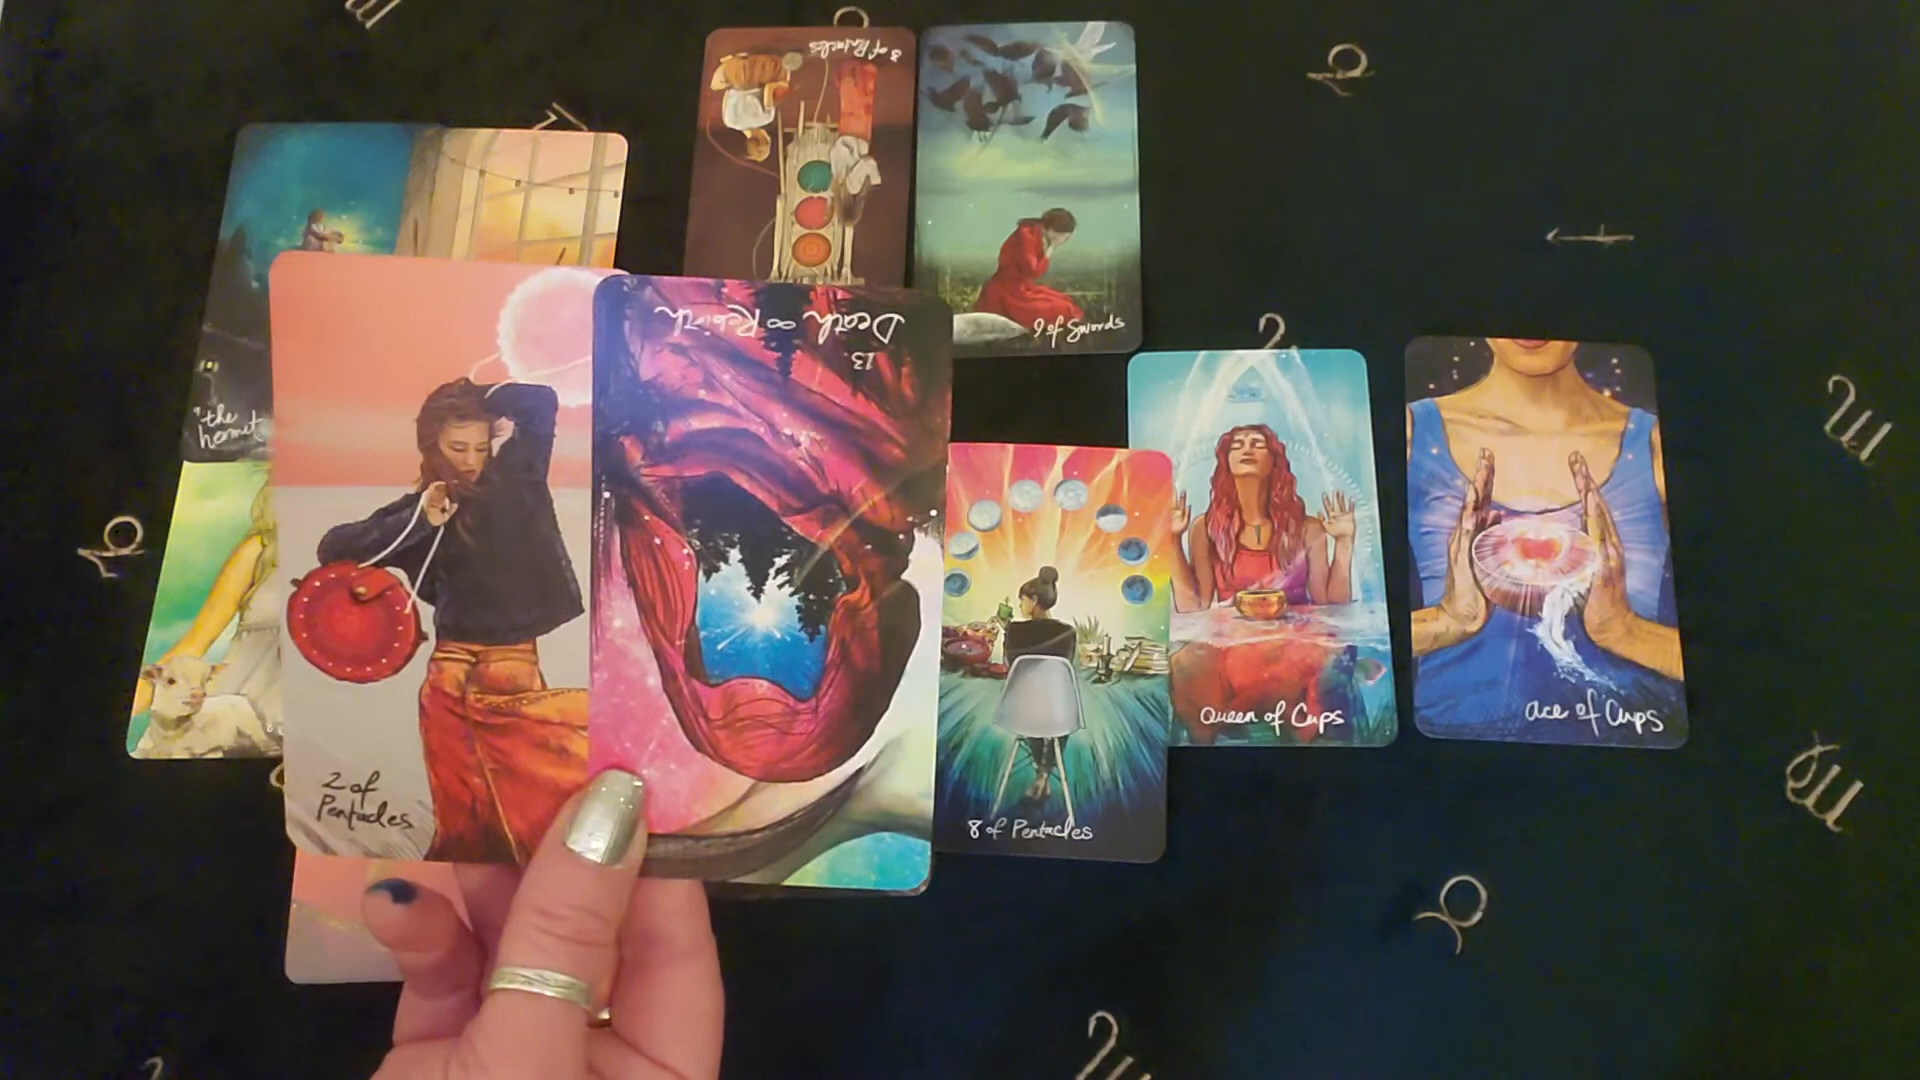 3 of Pentacles
9 of Swords
the
hermit
13.
Death ∞ Rebirth
2 of
Pentacles
8 of Pentacles
Queen of Cups
ace of Cups